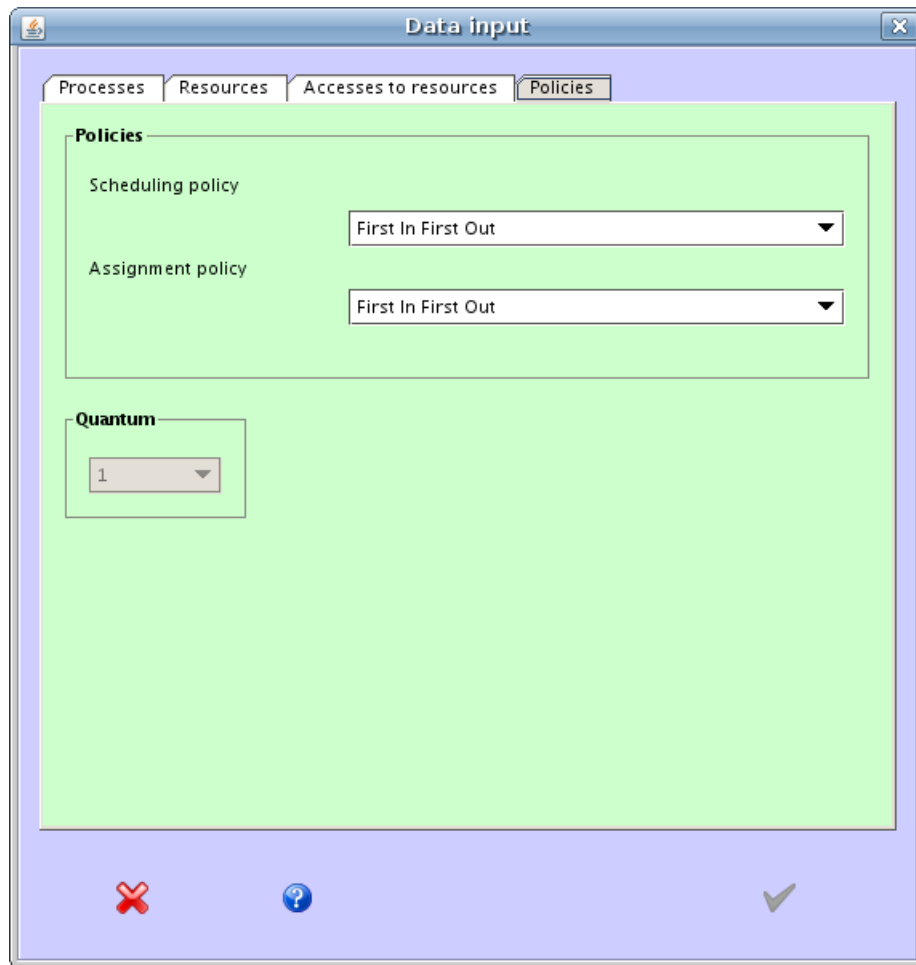 Data input
Processes Resources Accesses to resources Policies
Policies
Scheduling policy
First In First Out
Assignment policy
First In First Out
Quantum
1
?